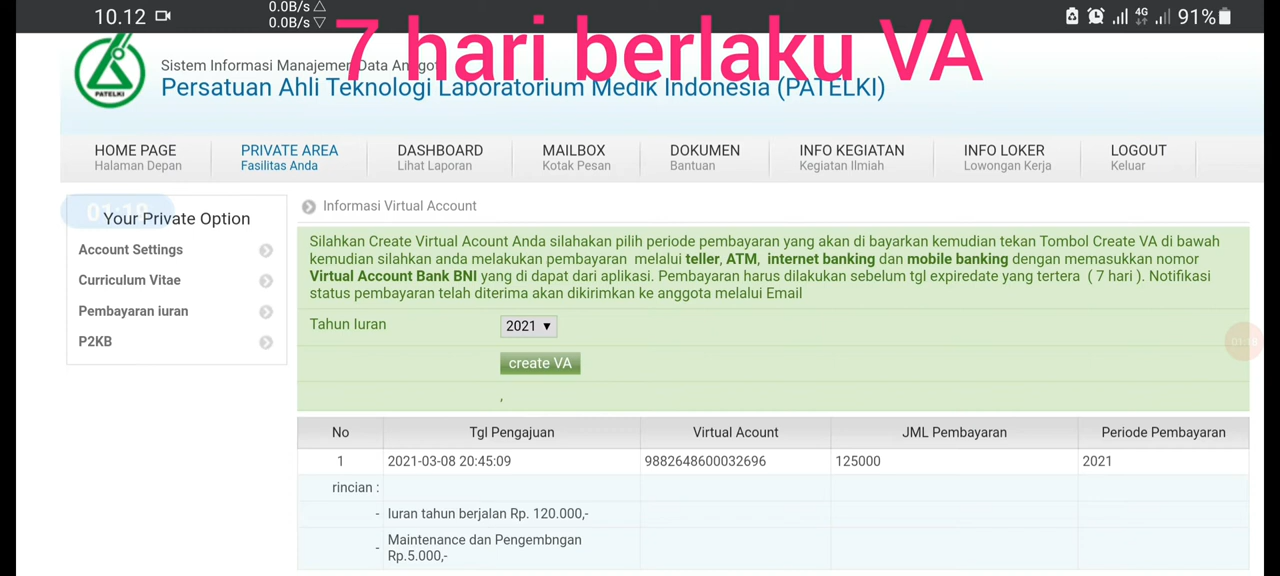 10.12
0.0B/s △
0.0B/s ▽
4G
91%
7 hari berlaku VA
PATELKI
Sistem Informasi Manajemen Data Anggot
Persatuan Ahli Teknologi Laboratorium Medik Indonesia (PATELKI)
HOME PAGE
Halaman Depan
PRIVATE AREA
Fasilitas Anda
DASHBOARD
Lihat Laporan
MAILBOX
Kotak Pesan
DOKUMEN
Bantuan
INFO KEGIATAN
Kegiatan Ilmiah
INFO LOKER
Lowongan Kerja
LOGOUT
Keluar
Your Private Option
Account Settings
Curriculum Vitae
Pembayaran iuran
P2KB
Informasi Virtual Account
Silahkan Create Virtual Acount Anda silahakan pilih periode pembayaran yang akan di bayarkan kemudian tekan Tombol Create VA di bawah
kemudian silahkan anda melakukan pembayaran melalui teller, ATM, internet banking dan mobile banking dengan memasukkan nomor
Virtual Account Bank BNI yang di dapat dari aplikasi. Pembayaran harus dilakukan sebelum tgl expiredate yang tertera ( 7 hari ). Notifikasi
status pembayaran telah diterima akan dikirimkan ke anggota melalui Email
Tahun Iuran 2021 ▼
create VA
,
01:18
No Tgl Pengajuan Virtual Acount JML Pembayaran Periode Pembayaran
1 2021-03-08 20:45:09 9882648600032696 125000 2021
rincian :
- Iuran tahun berjalan Rp. 120.000,-
- Maintenance dan Pengembngan
Rp.5.000,-